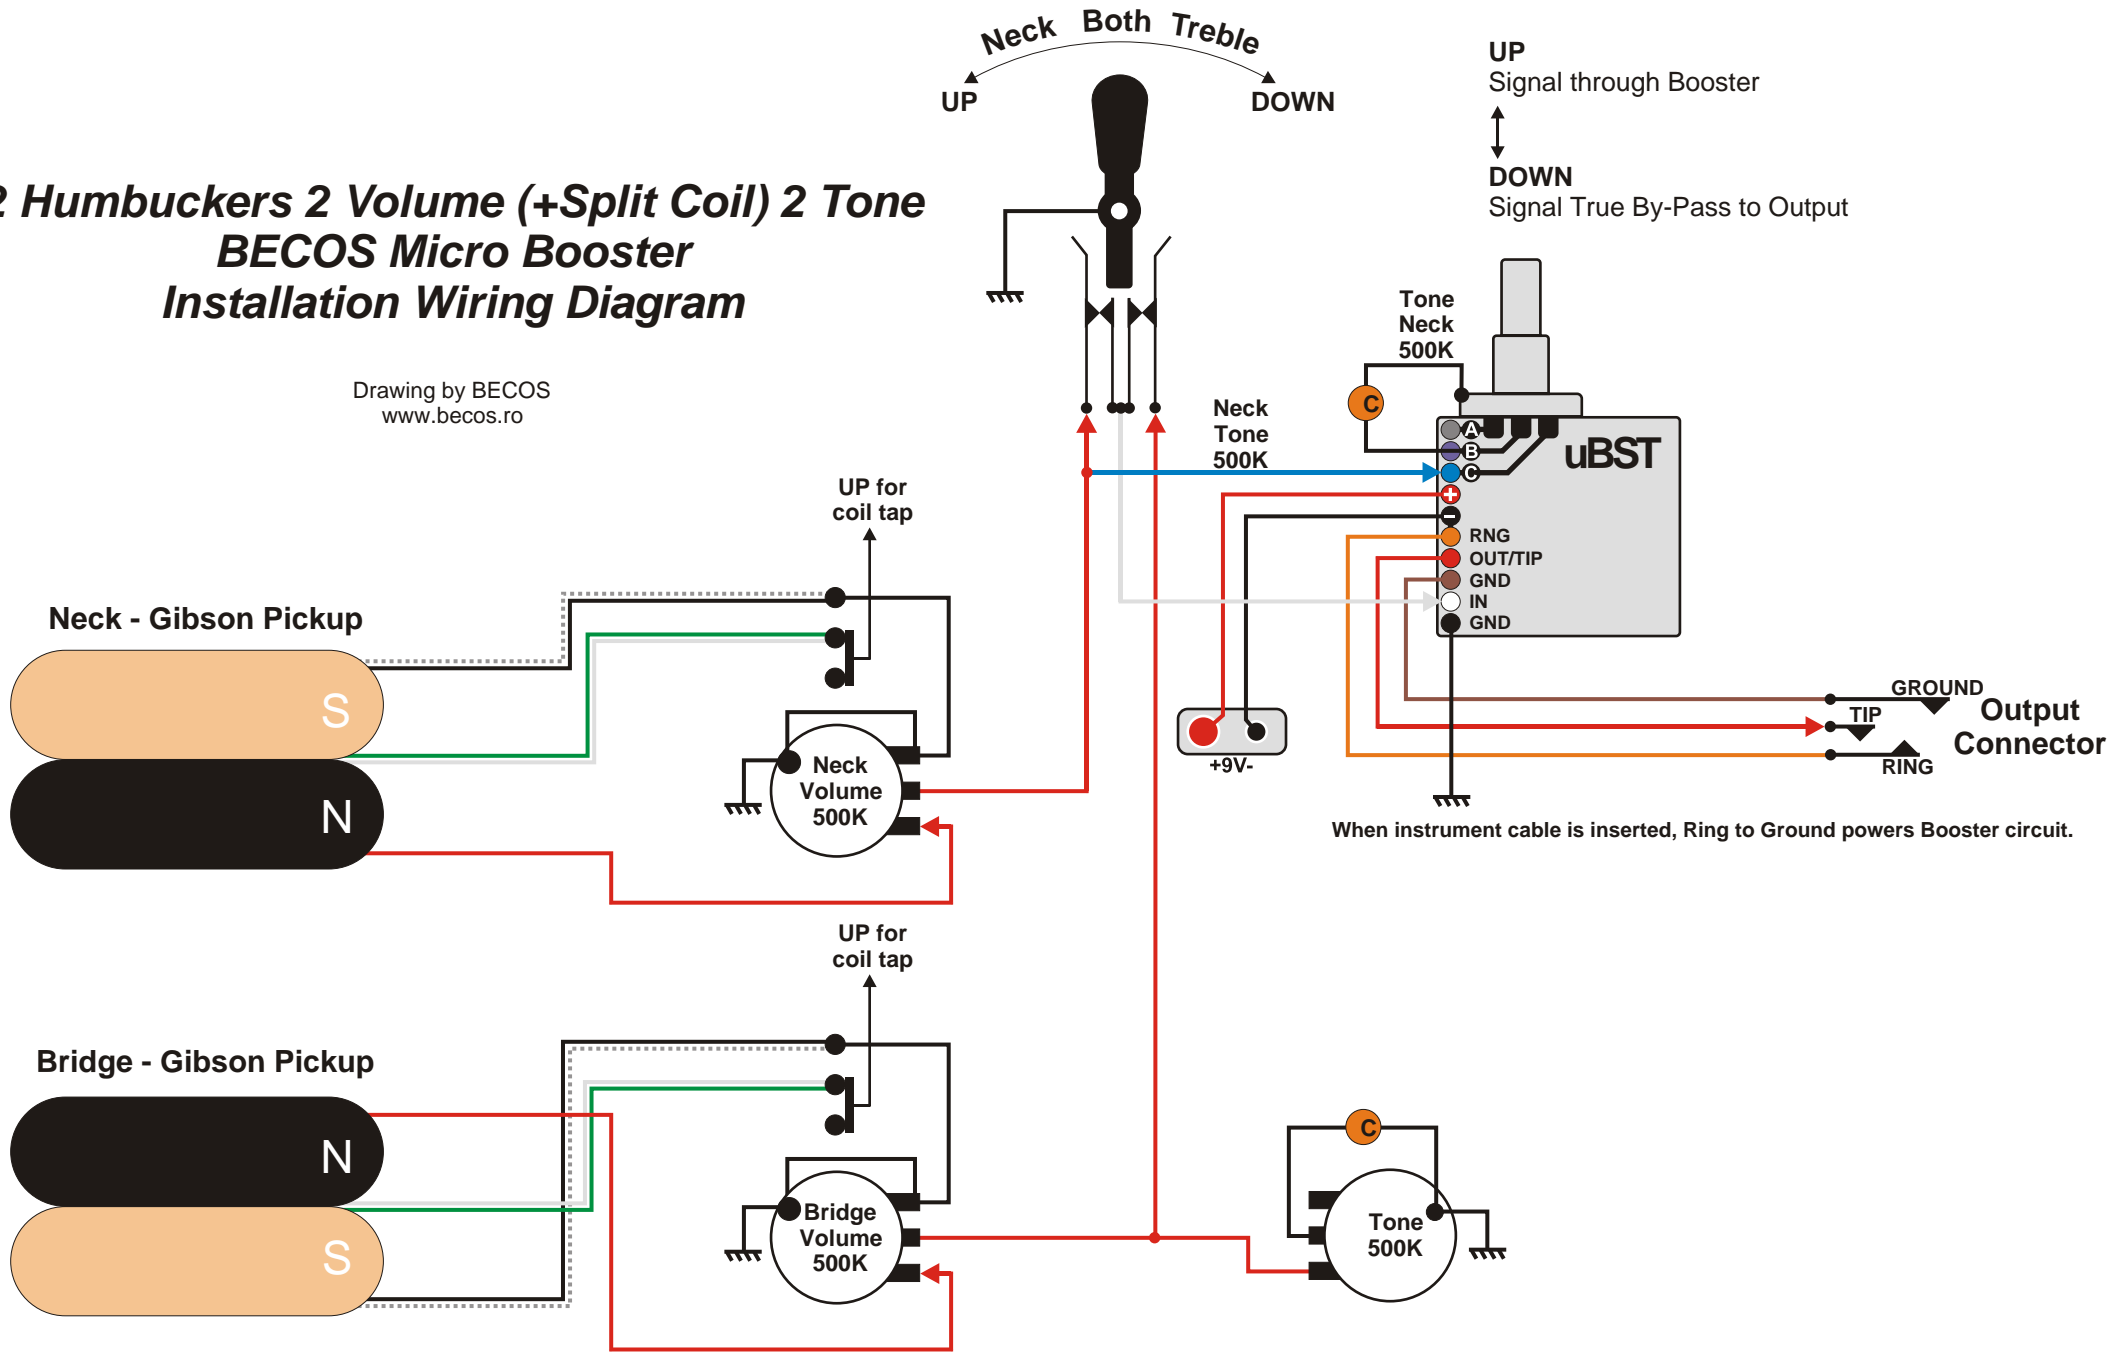 Neck Both Treble
UP
DOWN
UP
Signal through Booster
DOWN
Signal True By-Pass to Output
2 Humbuckers 2 Volume (+Split Coil) 2 Tone
BECOS Micro Booster
Installation Wiring Diagram
Drawing by BECOS
www.becos.ro
Tone
Neck
500K
C
Neck
Tone
500K
A
B
C
uBST
+
-
RNG
OUT/TIP
GND
IN
GND
UP for
coil tap
Neck - Gibson Pickup
S
N
Neck
Volume
500K
+9V-
GROUND
TIP
RING
Output
Connector
When instrument cable is inserted, Ring to Ground powers Booster circuit.
UP for
coil tap
Bridge - Gibson Pickup
N
S
Bridge
Volume
500K
C
Tone
500K